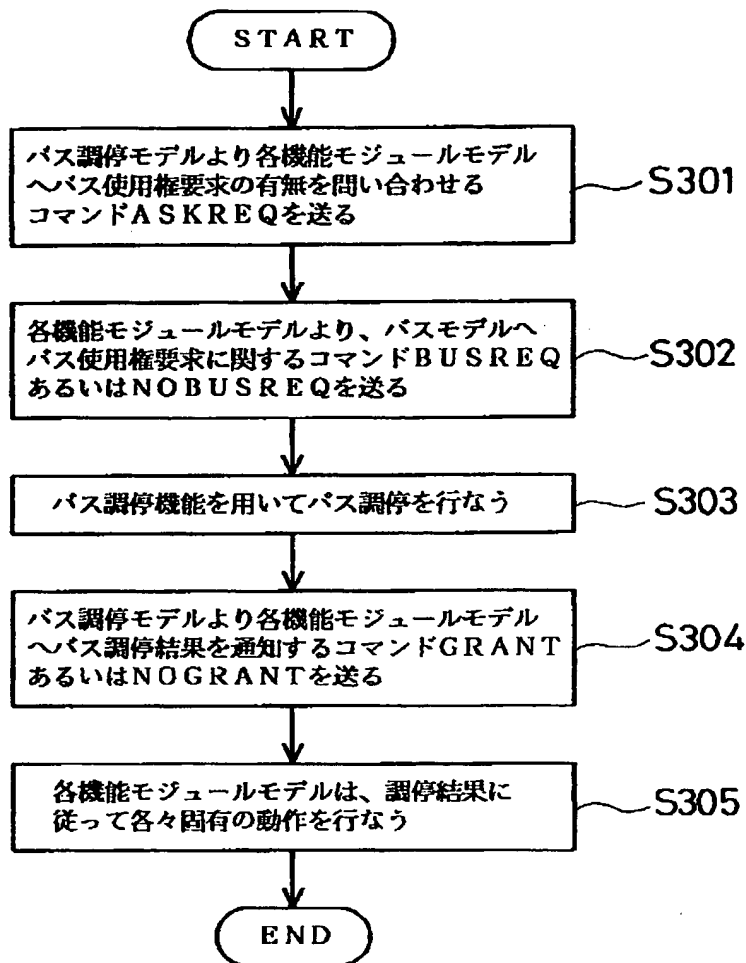 START
バス調停モデルより各機能モジュールモデル
へバス使用権要求の有無を問い合わせる
コマンドASKREQを送る
S301
各機能モジュールモデルより、バスモデルへ
バス使用権要求に関するコマンドBUSREQ
あるいはNOBUSREQを送る
S302
バス調停機能を用いてバス調停を行なう
S303
バス調停モデルより各機能モジュールモデル
へバス調停結果を通知するコマンドGRANT
あるいはNOGRANTを送る
S304
各機能モジュールモデルは、調停結果に
従って各々固有の動作を行なう
S305
END